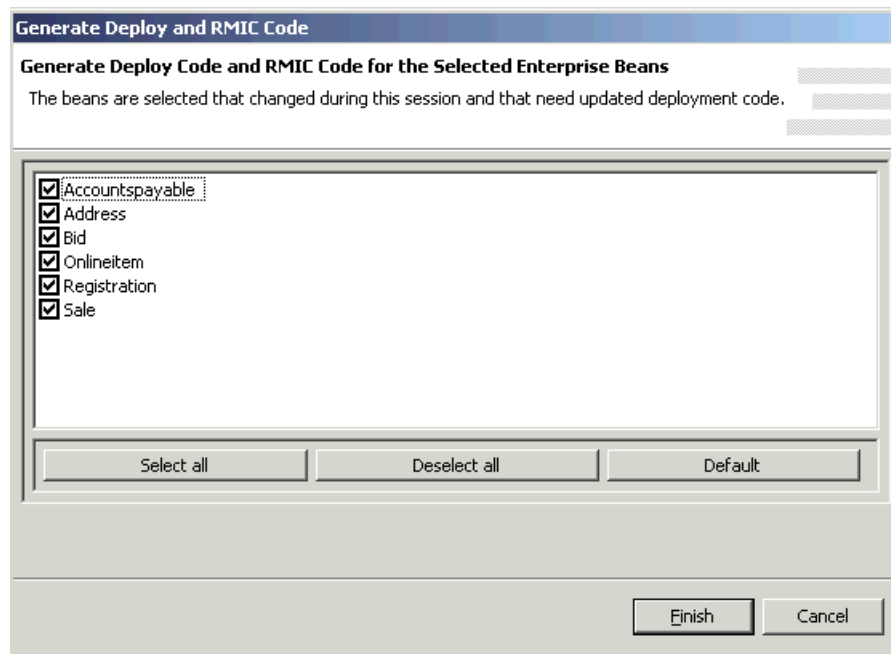 Generate Deploy and RMIC Code
Generate Deploy Code and RMIC Code for the Selected Enterprise Beans
The beans are selected that changed during this session and that need updated deployment code.
Accountspayable
Address
Bid
Onlineitem
Registration
Sale
Select all Deselect all Default
Finish Cancel